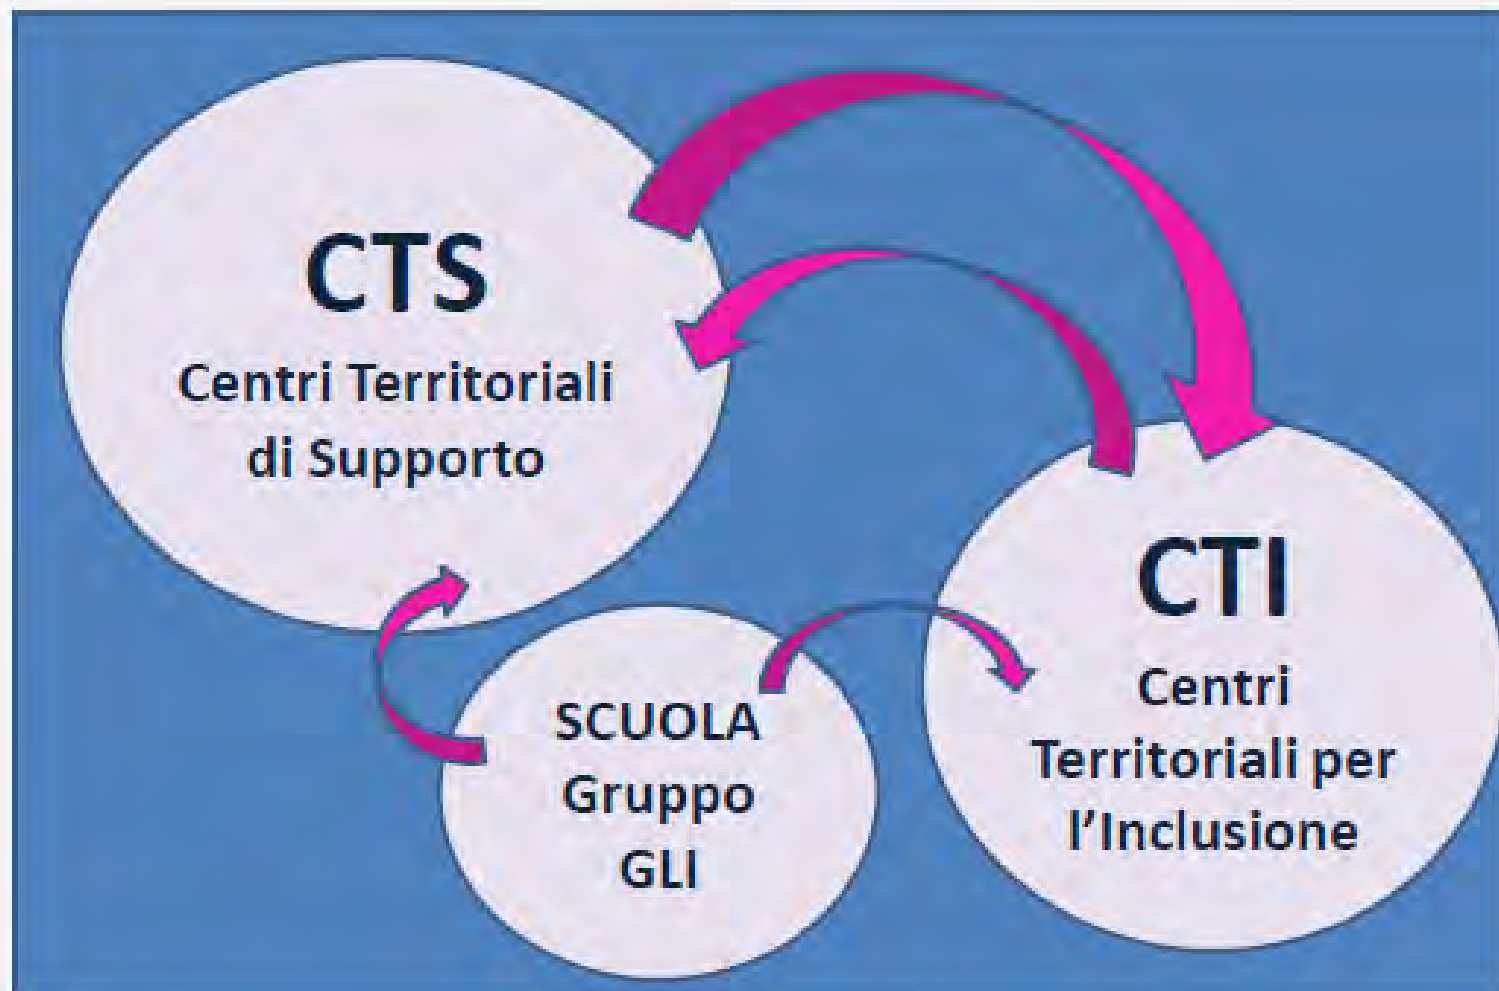 CTS
Centri Territoriali
di Supporto
SCUOLA
Gruppo
GLI
CTI
Centri
Territoriali per
l’Inclusione